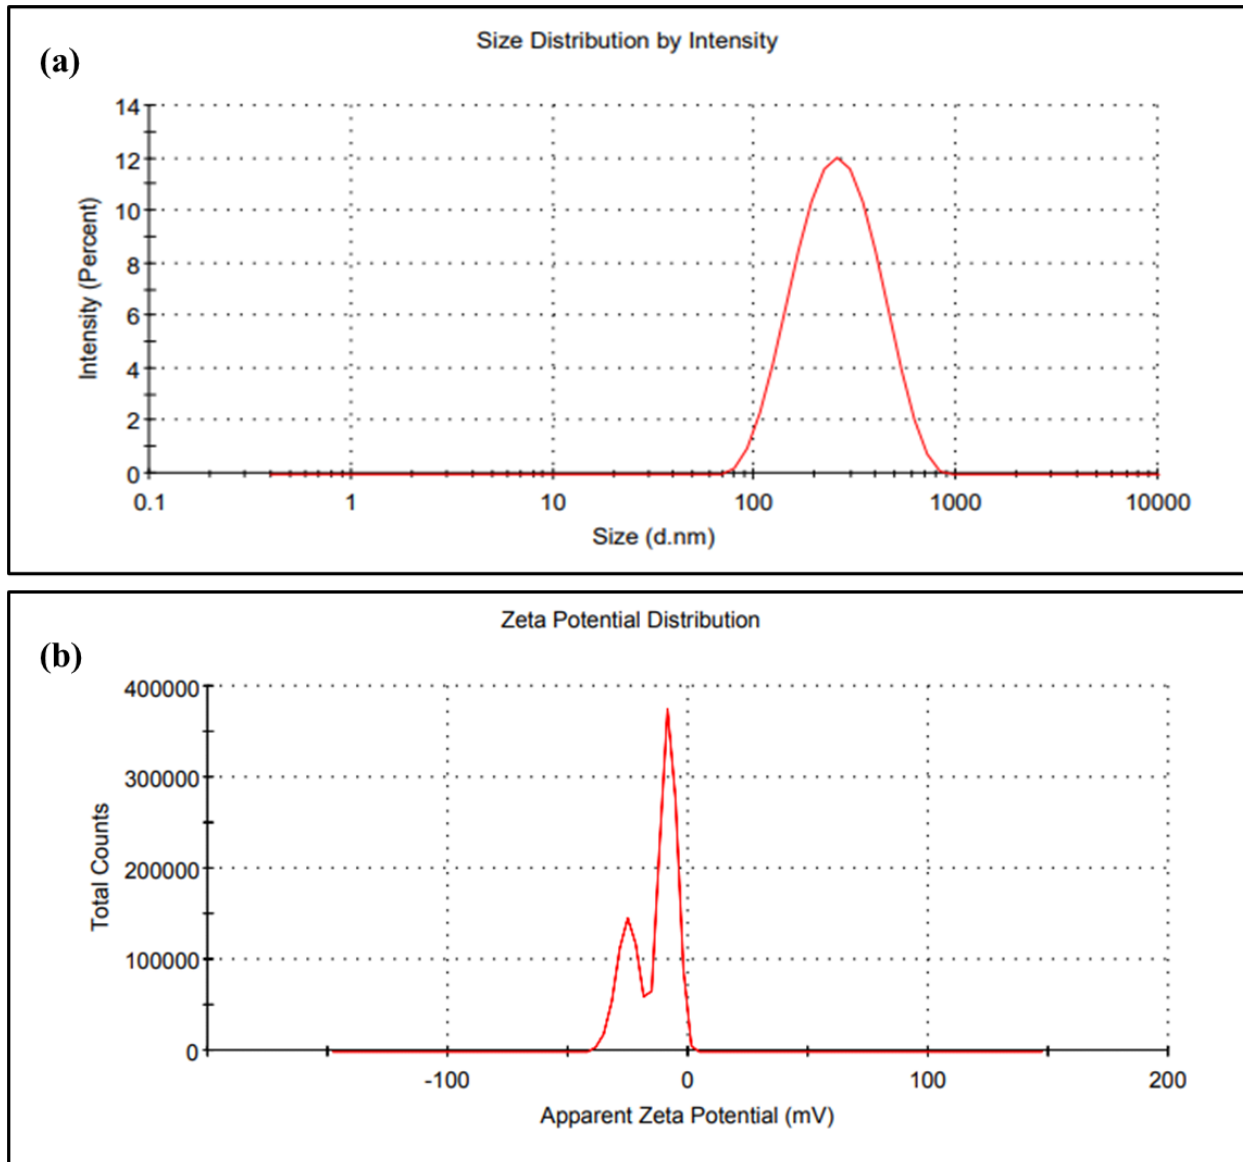 Size Distribution by Intensity
(a)
14
12
10
8
6
4
2
0
Intensity (Percent)
0.1 1 10 100 1000 10000
Size (d.nm)
Zeta Potential Distribution
(b)
400000
300000
200000
100000
0
Total Counts
-100 0 100 200
Apparent Zeta Potential (mV)